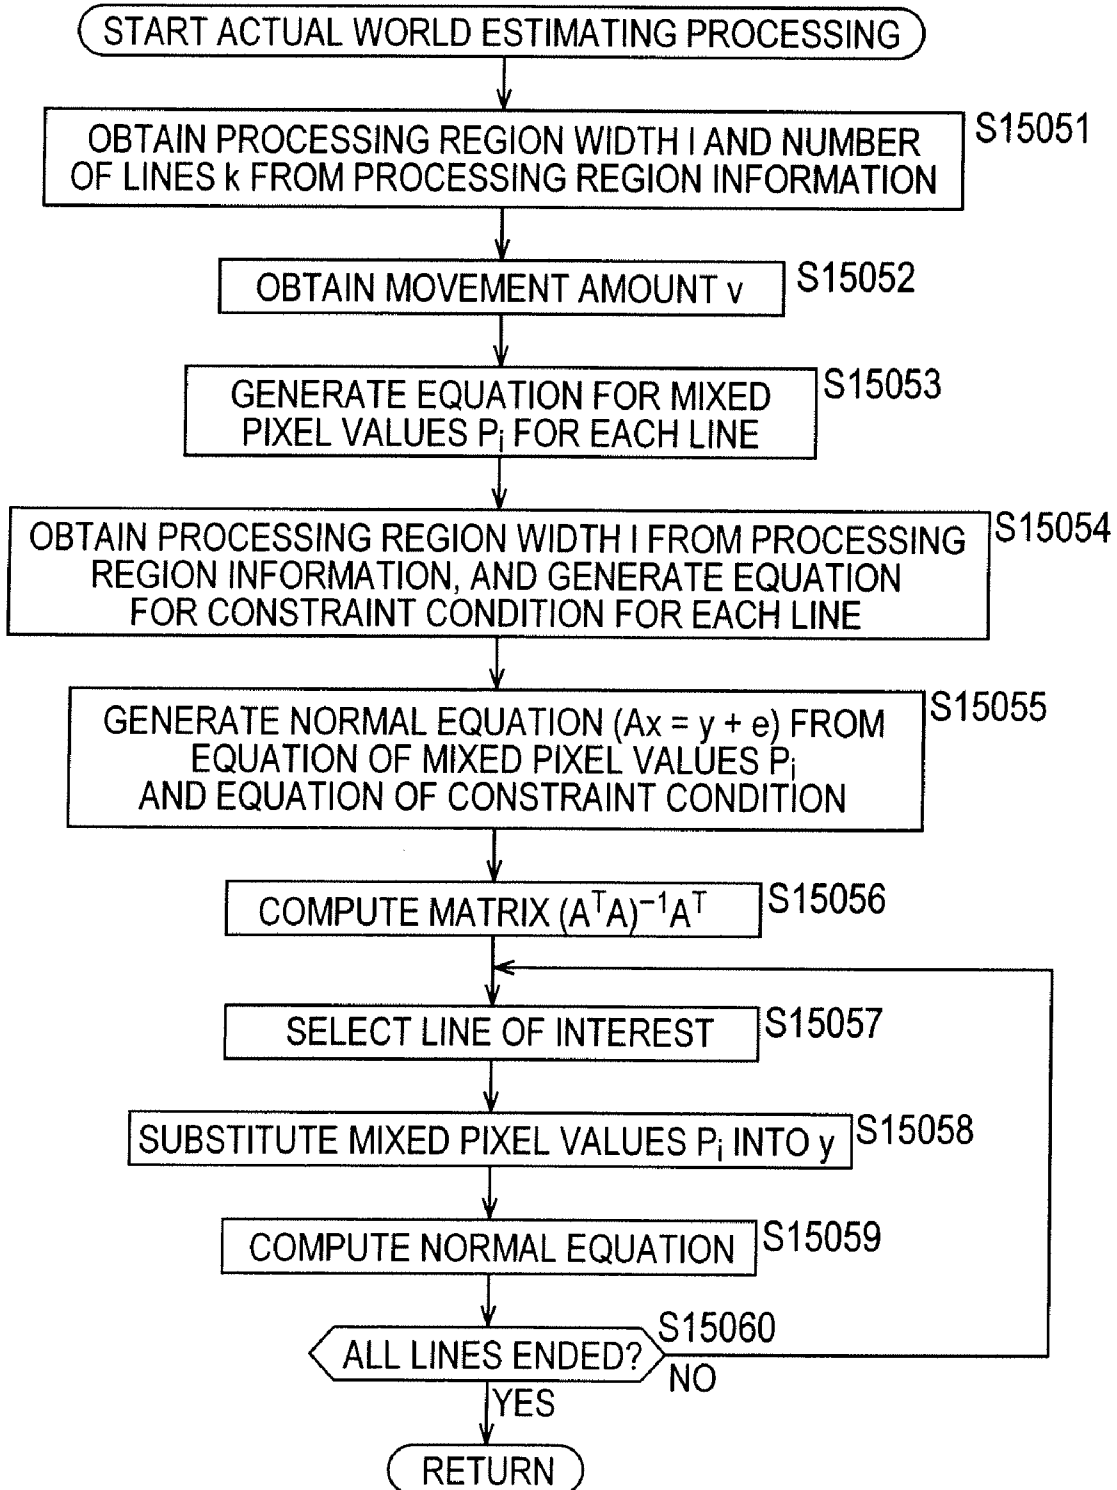 START ACTUAL WORLD ESTIMATING PROCESSING
OBTAIN PROCESSING REGION WIDTH l AND NUMBER
OF LINES k FROM PROCESSING REGION INFORMATION
S15051
OBTAIN MOVEMENT AMOUNT v
S15052
GENERATE EQUATION FOR MIXED
PIXEL VALUES Pi FOR EACH LINE
S15053
OBTAIN PROCESSING REGION WIDTH l FROM PROCESSING
REGION INFORMATION, AND GENERATE EQUATION
FOR CONSTRAINT CONDITION FOR EACH LINE
S15054
GENERATE NORMAL EQUATION (Ax = y + e) FROM
EQUATION OF MIXED PIXEL VALUES Pi
AND EQUATION OF CONSTRAINT CONDITION
S15055
COMPUTE MATRIX (AᵀA)⁻¹Aᵀ
S15056
SELECT LINE OF INTEREST
S15057
SUBSTITUTE MIXED PIXEL VALUES Pi INTO y
S15058
COMPUTE NORMAL EQUATION
S15059
ALL LINES ENDED?
S15060
NO
YES
RETURN